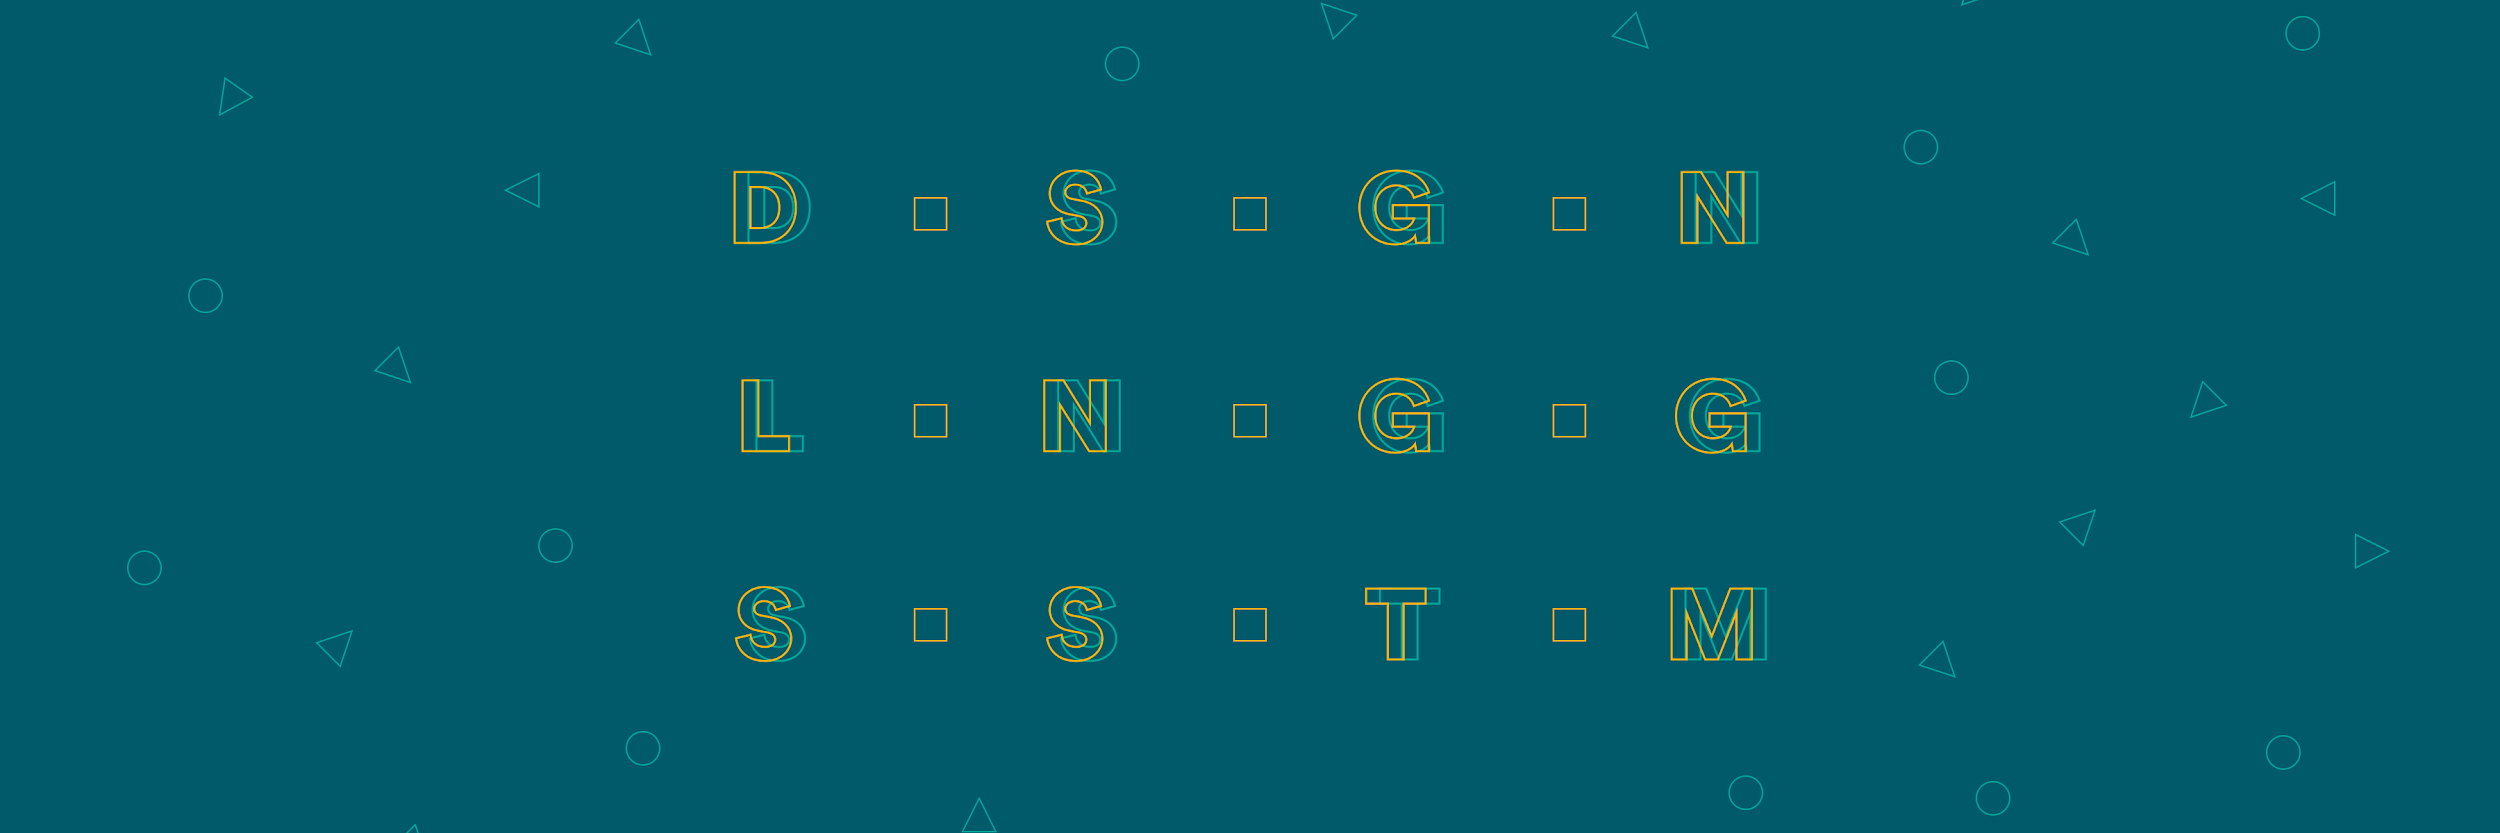 D □ S □ G □ N
L □ N □ G □ G
S □ S □ T □ M